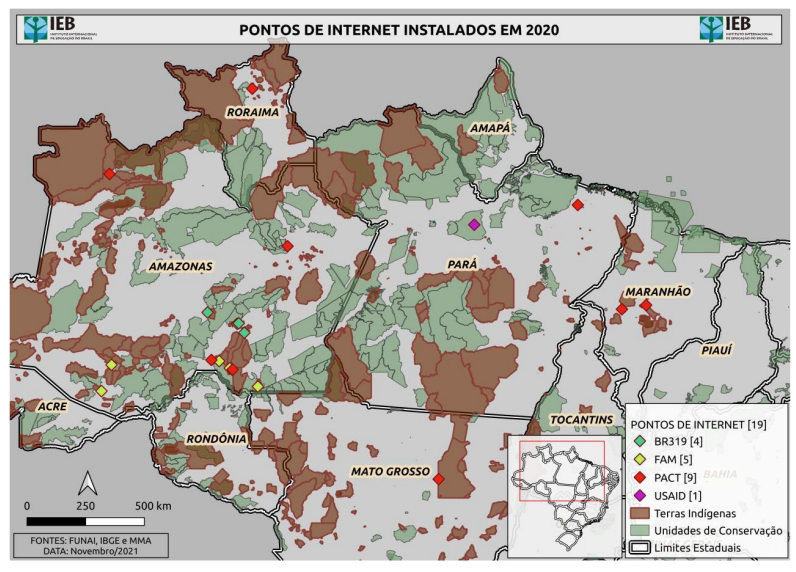 IEB
INSTITUTO INTERNACIONAL
DE EDUCAÇÃO DO BRASIL
PONTOS DE INTERNET INSTALADOS EM 2020
IEB
INSTITUTO INTERNACIONAL
DE EDUCAÇÃO DO BRASIL
RORAIMA
AMAPÁ
AMAZONAS
PARÁ
MARANHÃO
PIAUÍ
ACRE
RONDÔNIA
TOCANTINS
MATO GROSSO
BAHIA
PONTOS DE INTERNET [19]
BR319 [4]
FAM [5]
PACT [9]
USAID [1]
Terras Indígenas
Unidades de Conservação
Limites Estaduais
0 250 500 km
FONTES: FUNAI, IBGE e MMA
DATA: Novembro/2021